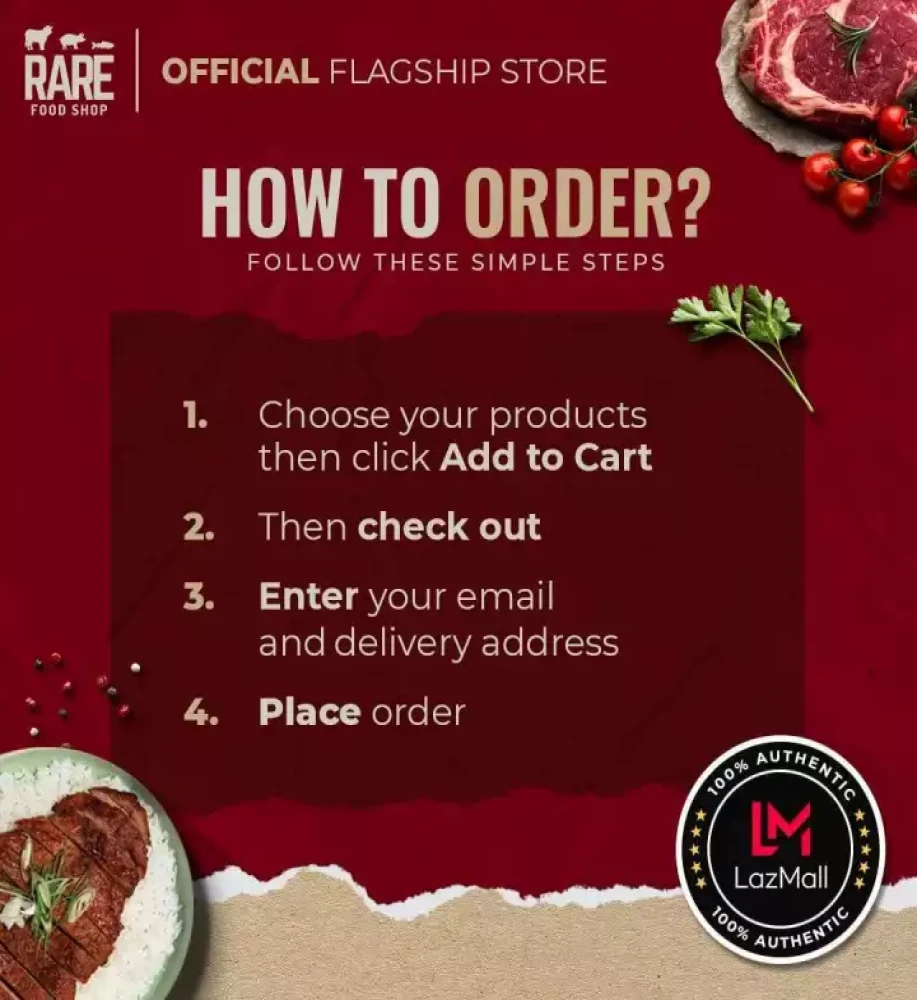 RARE
FOOD SHOP
OFFICIAL FLAGSHIP STORE
HOW TO ORDER?
FOLLOW THESE SIMPLE STEPS
1. Choose your products
then click Add to Cart
2. Then check out
3. Enter your email
and delivery address
4. Place order
100% AUTHENTIC
LM
LazMall
100% AUTHENTIC